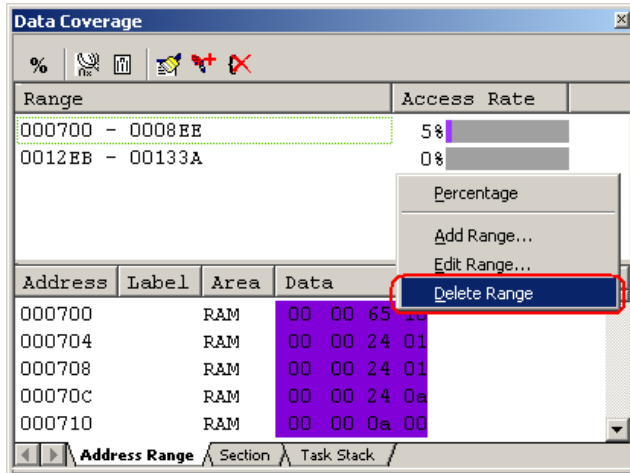 Data Coverage
%
Range Access Rate
000700 - 0008EE 5%
0012EB - 00133A 0%
Percentage
Add Range...
Edit Range...
Delete Range
Address Label Area Data
000700 RAM 00 00 65
000704 RAM 00 00 24 01
000708 RAM 00 00 24 01
00070C RAM 00 00 24 0a
000710 RAM 00 00 0a 00
Address Range Section Task Stack